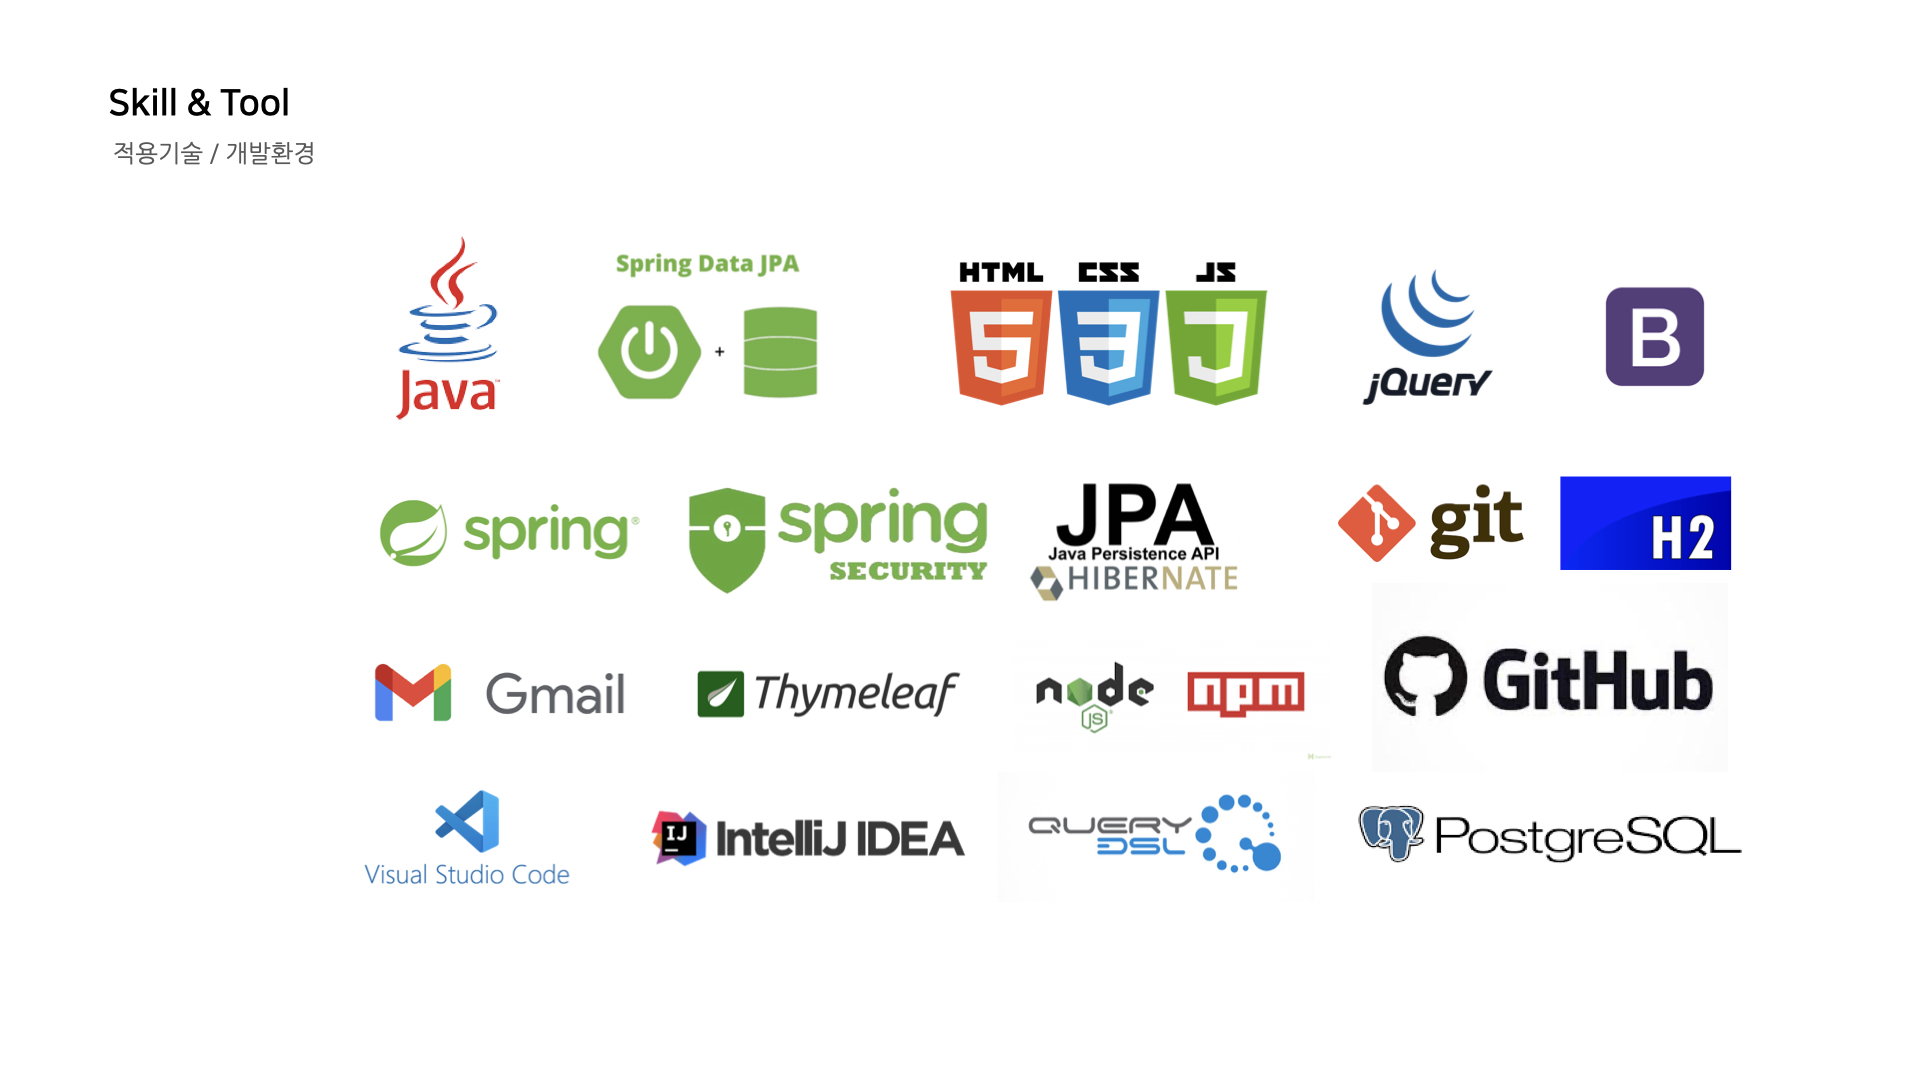 Skill & Tool
적용기술 / 개발환경
Java
Spring Data JPA
+
HTML CSS JS
5 3 J
jQuery
B
spring
spring
SECURITY
JPA
Java Persistence API
HIBERNATE
git
H2
Gmail
Thymeleaf
node
JS
npm
GitHub
Visual Studio Code
IJ
IntelliJ IDEA
QUERY
DSL
PostgreSQL